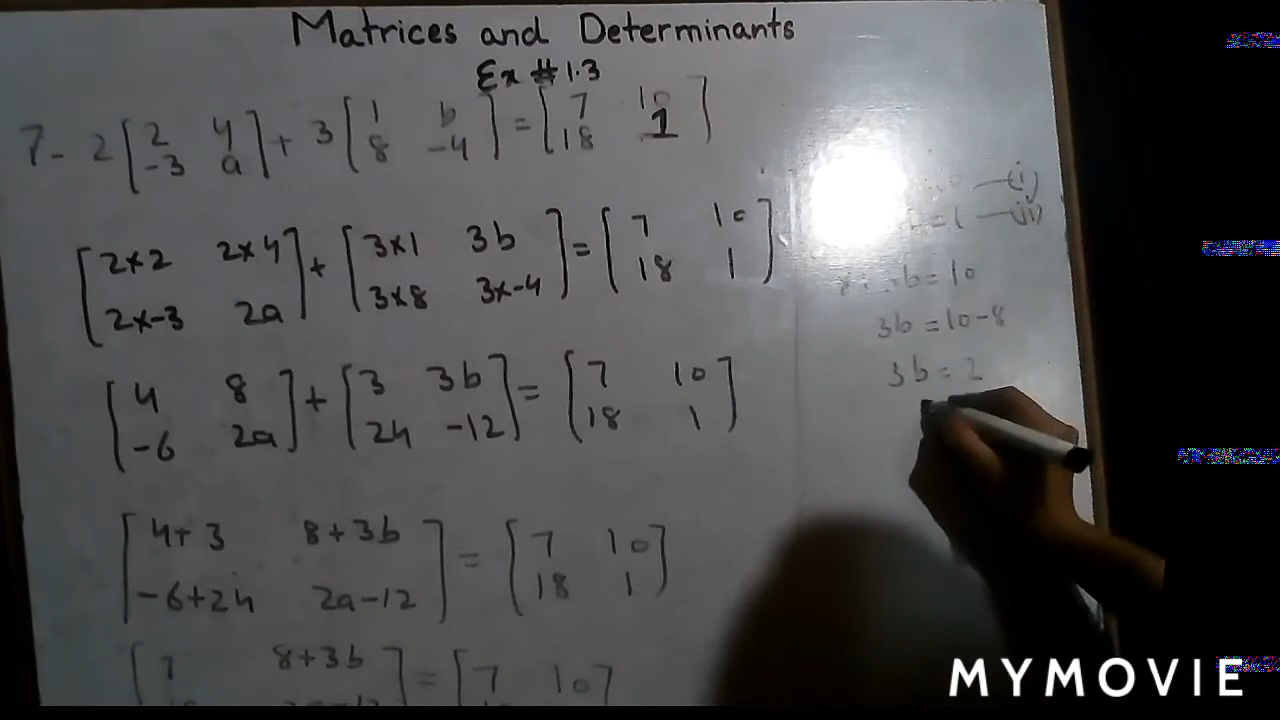 Matrices and Determinants
Ex # 1.3
7- 2 [2 4] + 3 [1 b] = [7 10]
[-3 a] [8 -4] [18 1]
[2×2 2×4] + [3×1 3b] = [7 10]
[2×-3 2a] [3×8 3×-4] [18 1]
[4 8] + [3 3b] = [7 10]
[-6 2a] [24 -12] [18 1]
[4+3 8+3b] = [7 10]
[-6+24 2a-12] [18 1]
[7 8+3b] = [7 10]
—(i)
—(ii)
b=10
3b=10-8
3b=2
MYMOVIE